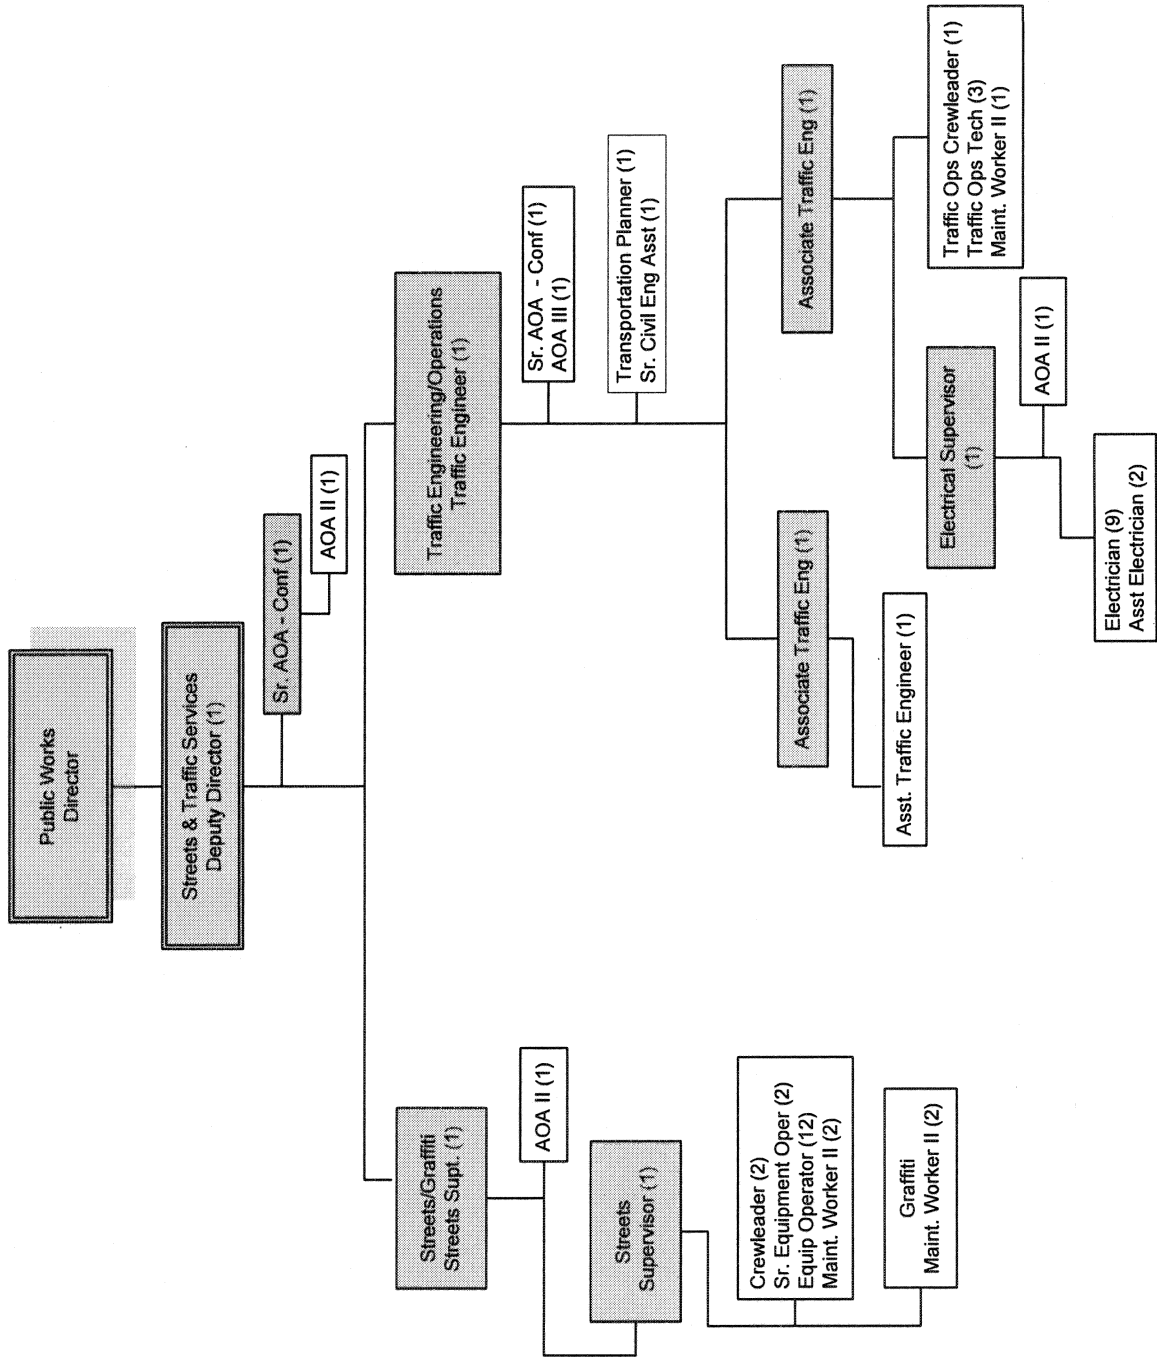 Public Works
Director
Streets & Traffic Services
Deputy Director (1)
Sr. AOA - Conf (1)
AOA II (1)
Streets/Graffiti
Streets Supt. (1)
AOA II (1)
Streets
Supervisor (1)
Crewleader (2)
Sr. Equipment Oper (2)
Equip Operator (12)
Maint. Worker II (2)
Graffiti
Maint. Worker II (2)
Traffic Engineering/Operations
Traffic Engineer (1)
Sr. AOA - Conf (1)
AOA III (1)
Transportation Planner (1)
Sr. Civil Eng Asst (1)
Associate Traffic Eng (1)
Asst. Traffic Engineer (1)
Associate Traffic Eng (1)
Electrical Supervisor
(1)
AOA II (1)
Electrician (9)
Asst Electrician (2)
Traffic Ops Crewleader (1)
Traffic Ops Tech (3)
Maint. Worker II (1)